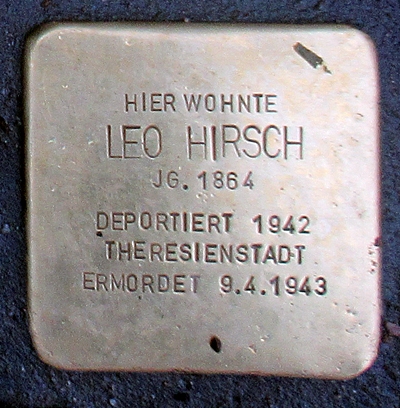 HIER WOHNTE
LEO HIRSCH
JG. 1864
DEPORTIERT 1942
THERESIENSTADT
ERMORDET 9.4.1943